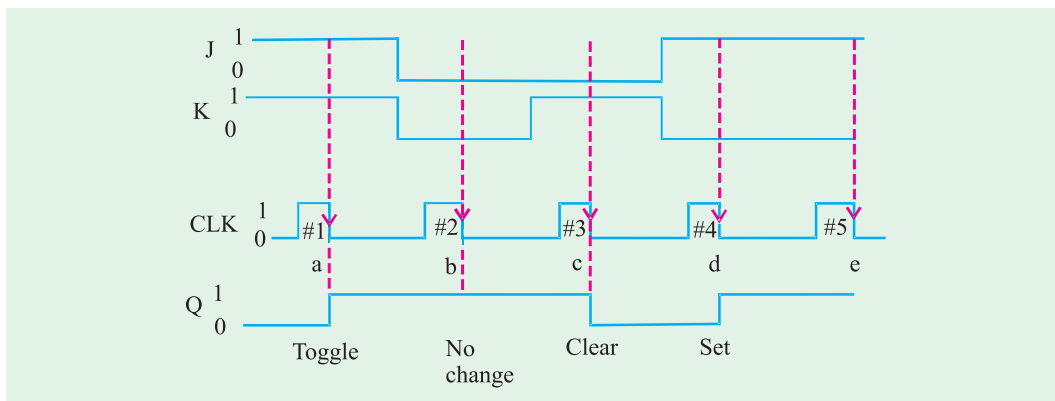 J 1
0
K 1
0
CLK 1
0
#1 #2 #3 #4 #5
a b c d e
Q 1
0
Toggle No change Clear Set